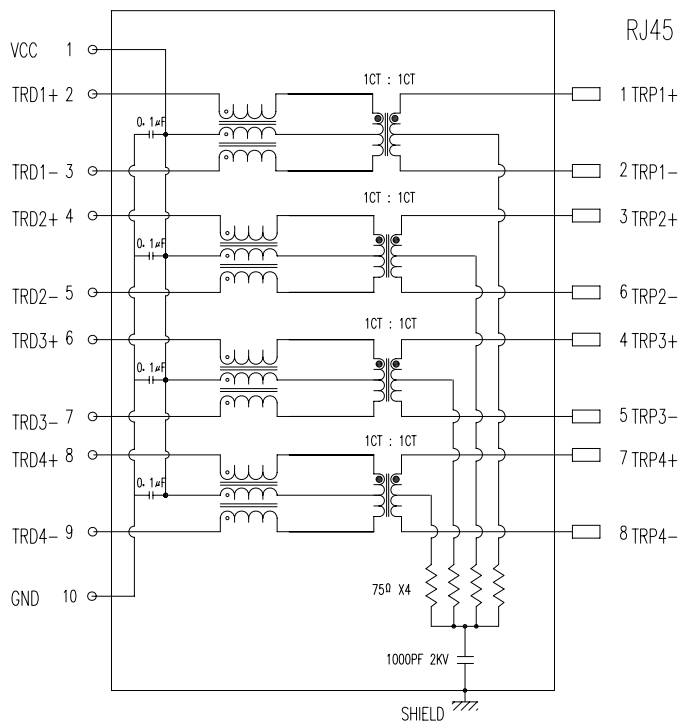 RJ45
VCC 1
1CT : 1CT
TRD1+ 2
1 TRP1+
0.1μF
TRD1- 3
2 TRP1-
1CT : 1CT
TRD2+ 4
3 TRP2+
0.1μF
TRD2- 5
6 TRP2-
1CT : 1CT
TRD3+ 6
4 TRP3+
0.1μF
TRD3- 7
5 TRP3-
1CT : 1CT
TRD4+ 8
7 TRP4+
0.1μF
TRD4- 9
8 TRP4-
75Ω X4
GND 10
1000PF 2KV
SHIELD